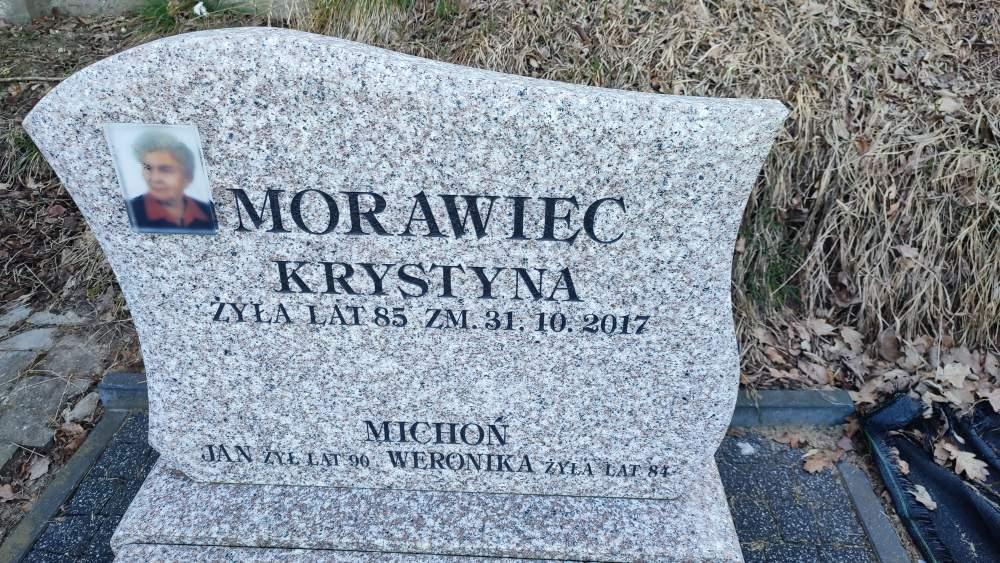 MORAWIEC
KRYSTYNA
ŻYŁA LAT 85 ZM. 31. 10. 2017
MICHOŃ
JAN ŻYŁ LAT 90 WERONIKA ŻYŁA LAT 84